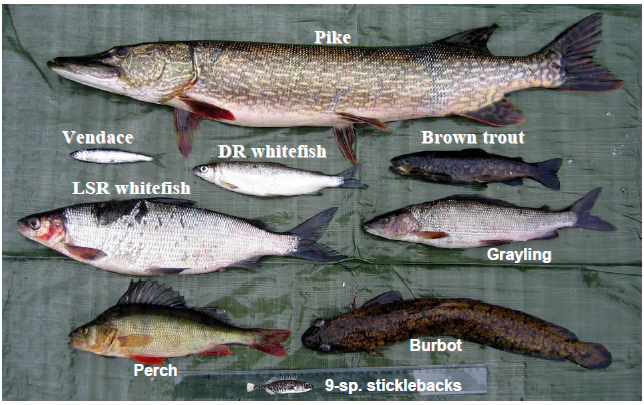 Pike
Vendace
DR whitefish
Brown trout
LSR whitefish
Grayling
Perch
Burbot
9-sp. sticklebacks